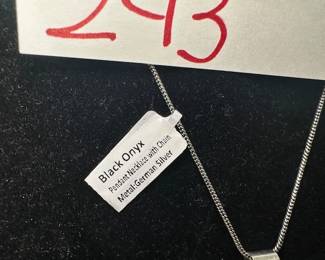 243
Black Onyx
Pendant Necklace with Chain
Metal:German Silver